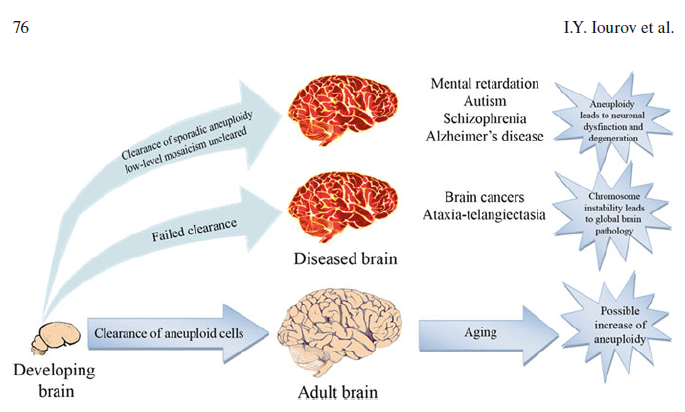 76
I.Y. Iourov et al.
Clearance of sporadic aneuploidy
low-level mosaicism uncleared
Mental retardation
Autism
Schizophrenia
Alzheimer's disease
Aneuploidy
leads to neuronal
dysfinction and
degeneration
Failed clearance
Brain cancers
Ataxia-telangiectasia
Chromosome
instability leads
to global brain
pathology
Diseased brain
Clearance of aneuploid cells
Aging
Possible
increase of
aneuploidy
Developing
brain
Adult brain